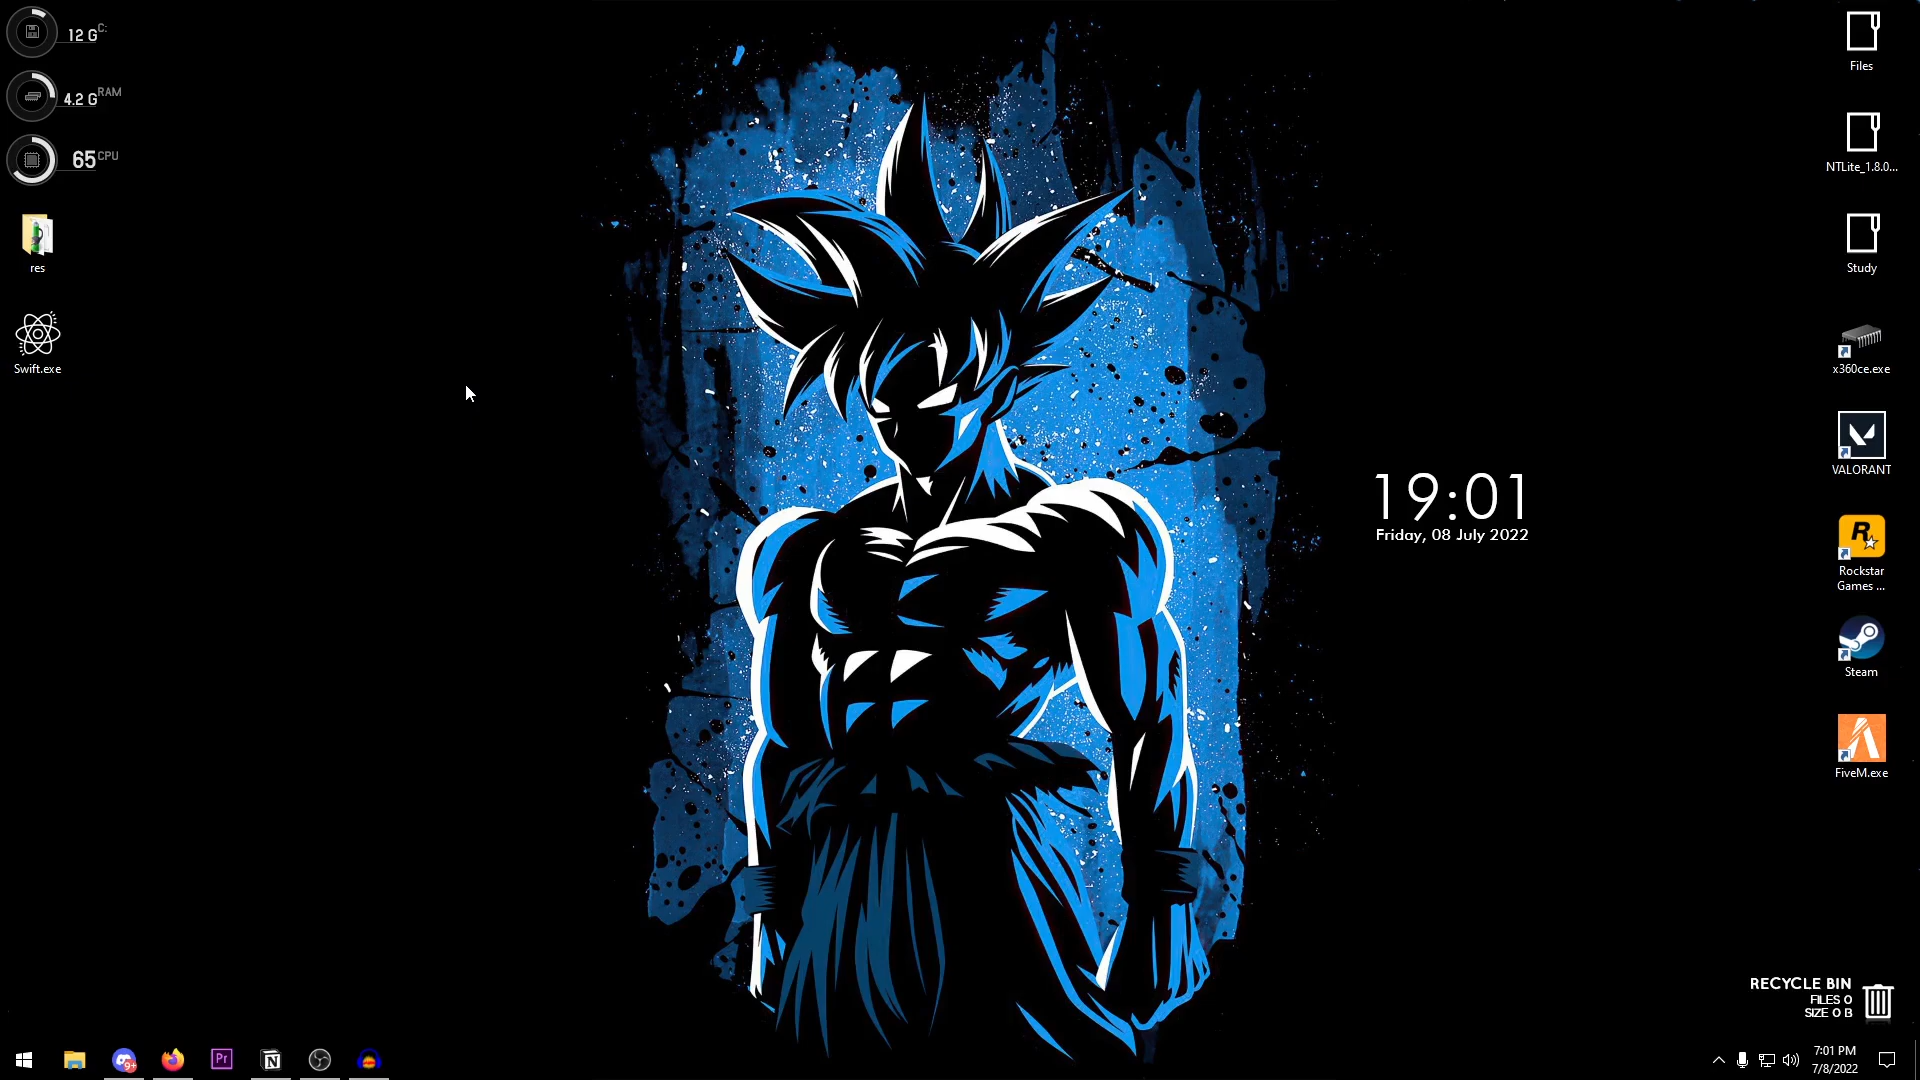 12 G C:
4.2 G RAM
65 CPU
res
Swift.exe
19:01
Friday, 08 July 2022
Files
NTLite_1.8.0...
Study
x360ce.exe
VALORANT
Rockstar
Games ...
Steam
FiveM.exe
RECYCLE BIN
FILES 0
SIZE 0 B
9+
Pr
7:01 PM
7/8/2022